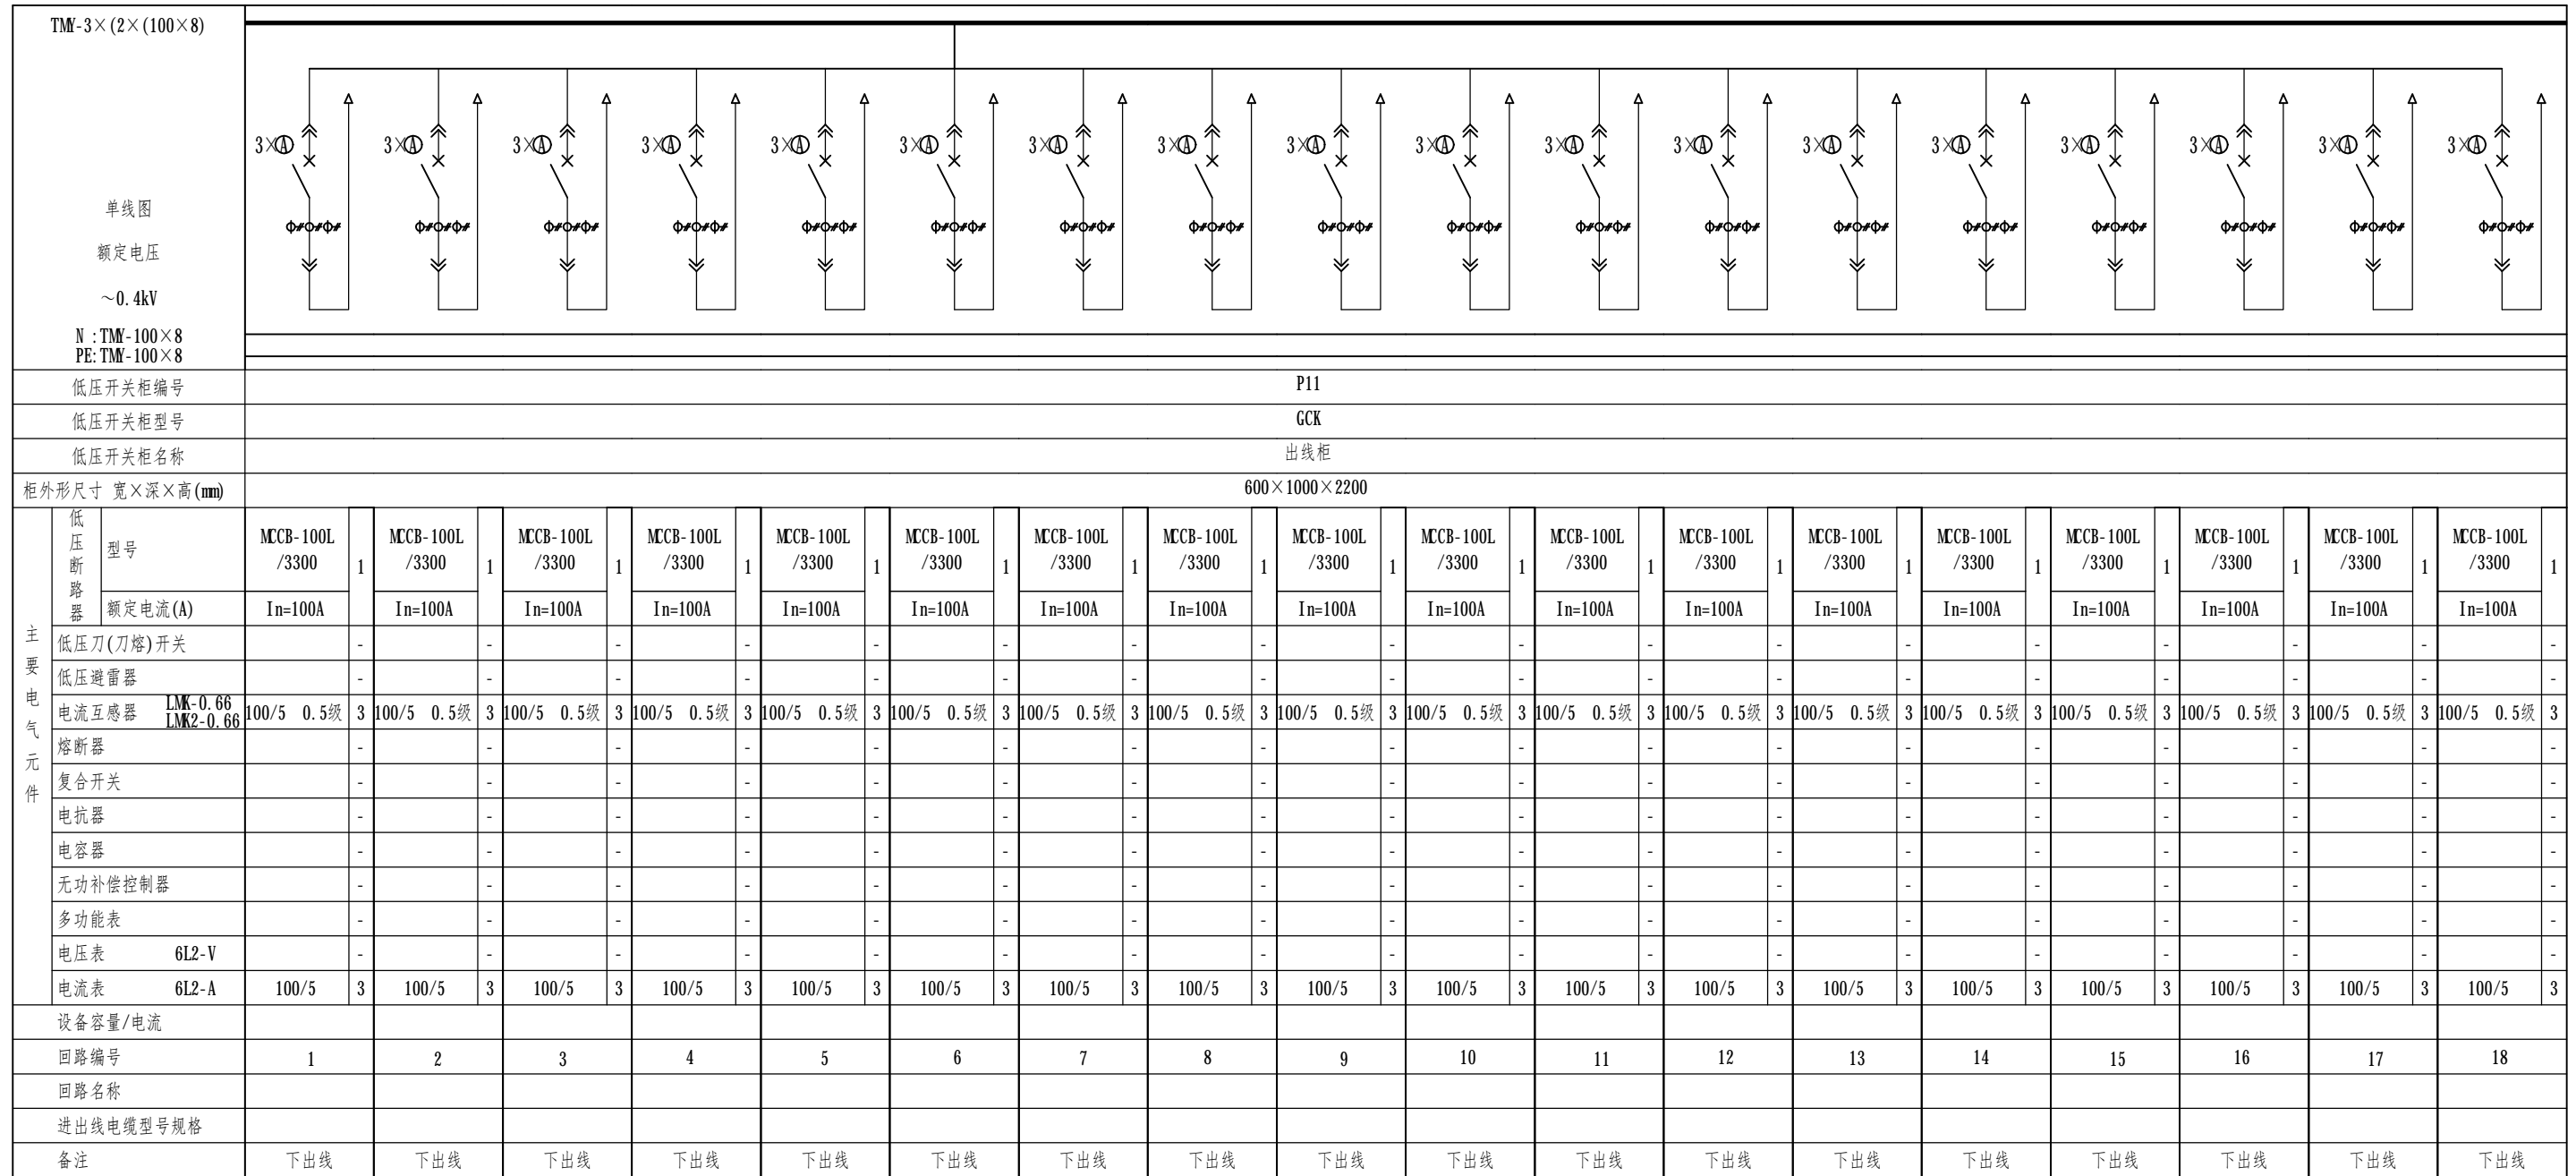 TMY-3×(2×(100×8)
3×Ⓐ 3×Ⓐ 3×Ⓐ 3×Ⓐ 3×Ⓐ 3×Ⓐ 3×Ⓐ 3×Ⓐ 3×Ⓐ 3×Ⓐ 3×Ⓐ 3×Ⓐ 3×Ⓐ 3×Ⓐ 3×Ⓐ 3×Ⓐ 3×Ⓐ 3×Ⓐ
单线图
额定电压
~0.4kV
N :TMY-100×8
PE:TMY-100×8
低压开关柜编号 P11
低压开关柜型号 GCK
低压开关柜名称 出线柜
柜外形尺寸 宽×深×高(mm) 600×1000×2200
主要电气元件
低压断路器
型号 MCCB-100L MCCB-100L MCCB-100L MCCB-100L MCCB-100L MCCB-100L MCCB-100L MCCB-100L MCCB-100L MCCB-100L MCCB-100L MCCB-100L MCCB-100L MCCB-100L MCCB-100L MCCB-100L MCCB-100L MCCB-100L
/3300 1 /3300 1 /3300 1 /3300 1 /3300 1 /3300 1 /3300 1 /3300 1 /3300 1 /3300 1 /3300 1 /3300 1 /3300 1 /3300 1 /3300 1 /3300 1 /3300 1 /3300 1
额定电流(A) In=100A In=100A In=100A In=100A In=100A In=100A In=100A In=100A In=100A In=100A In=100A In=100A In=100A In=100A In=100A In=100A In=100A In=100A
低压刀(刀熔)开关 - - - - - - - - - - - - - - - - - -
低压避雷器 - - - - - - - - - - - - - - - - - -
电流互感器 LMK-0.66 LMK2-0.66 100/5 0.5级 3 100/5 0.5级 3 100/5 0.5级 3 100/5 0.5级 3 100/5 0.5级 3 100/5 0.5级 3 100/5 0.5级 3 100/5 0.5级 3 100/5 0.5级 3 100/5 0.5级 3 100/5 0.5级 3 100/5 0.5级 3 100/5 0.5级 3 100/5 0.5级 3 100/5 0.5级 3 100/5 0.5级 3 100/5 0.5级 3 100/5 0.5级 3
熔断器 - - - - - - - - - - - - - - - - - -
复合开关 - - - - - - - - - - - - - - - - - -
电抗器 - - - - - - - - - - - - - - - - - -
电容器 - - - - - - - - - - - - - - - - - -
无功补偿控制器 - - - - - - - - - - - - - - - - - -
多功能表 - - - - - - - - - - - - - - - - - -
电压表 6L2-V - - - - - - - - - - - - - - - - - -
电流表 6L2-A 100/5 3 100/5 3 100/5 3 100/5 3 100/5 3 100/5 3 100/5 3 100/5 3 100/5 3 100/5 3 100/5 3 100/5 3 100/5 3 100/5 3 100/5 3 100/5 3 100/5 3 100/5 3
设备容量/电流
回路编号 1 2 3 4 5 6 7 8 9 10 11 12 13 14 15 16 17 18
回路名称
进出线电缆型号规格
备注 下出线 下出线 下出线 下出线 下出线 下出线 下出线 下出线 下出线 下出线 下出线 下出线 下出线 下出线 下出线 下出线 下出线 下出线